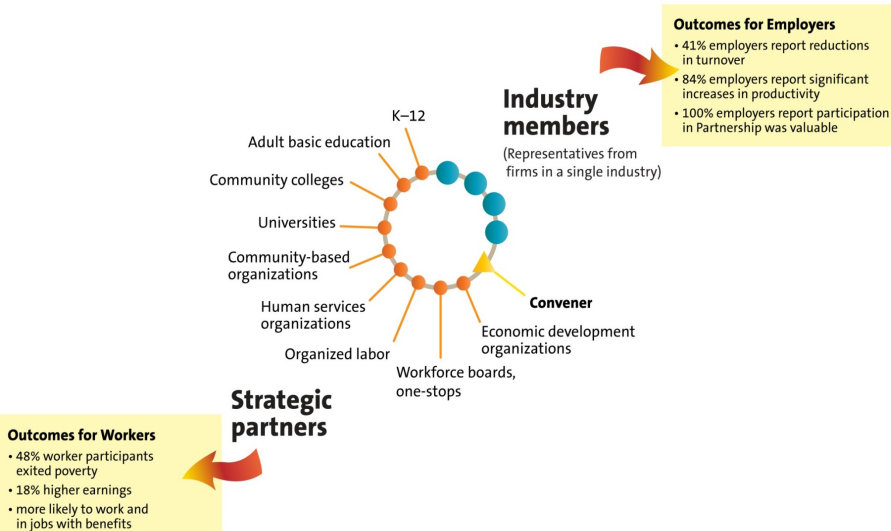 Outcomes for Employers
• 41% employers report reductions
in turnover
• 84% employers report significant
increases in productivity
• 100% employers report participation
in Partnership was valuable
Industry
members
(Representatives from
firms in a single industry)
K–12
Adult basic education
Community colleges
Universities
Community-based
organizations
Human services
organizations
Organized labor
Workforce boards,
one-stops
Economic development
organizations
Convener
Strategic
partners
Outcomes for Workers
• 48% worker participants
exited poverty
• 18% higher earnings
• more likely to work and
in jobs with benefits